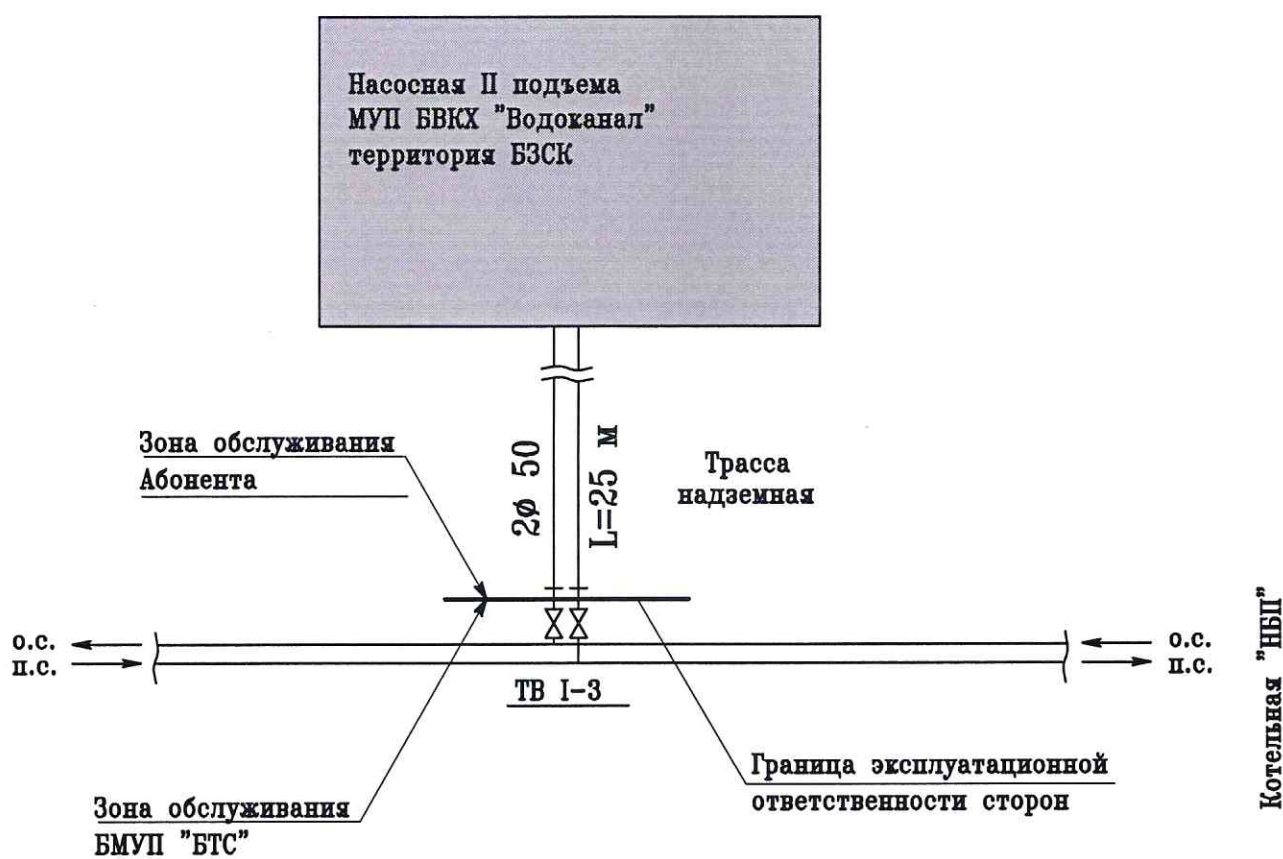 Насосная II подъема
МУП БВКХ "Водоканал"
территория БЗСК
Зона обслуживания
Абонента
2ø 50
L=25 м
Трасса
надземная
о.с.
п.с.
о.с.
п.с.
ТВ I-3
Котельная "НБП"
Граница эксплуатационной
ответственности сторон
Зона обслуживания
БМУП "БТС"